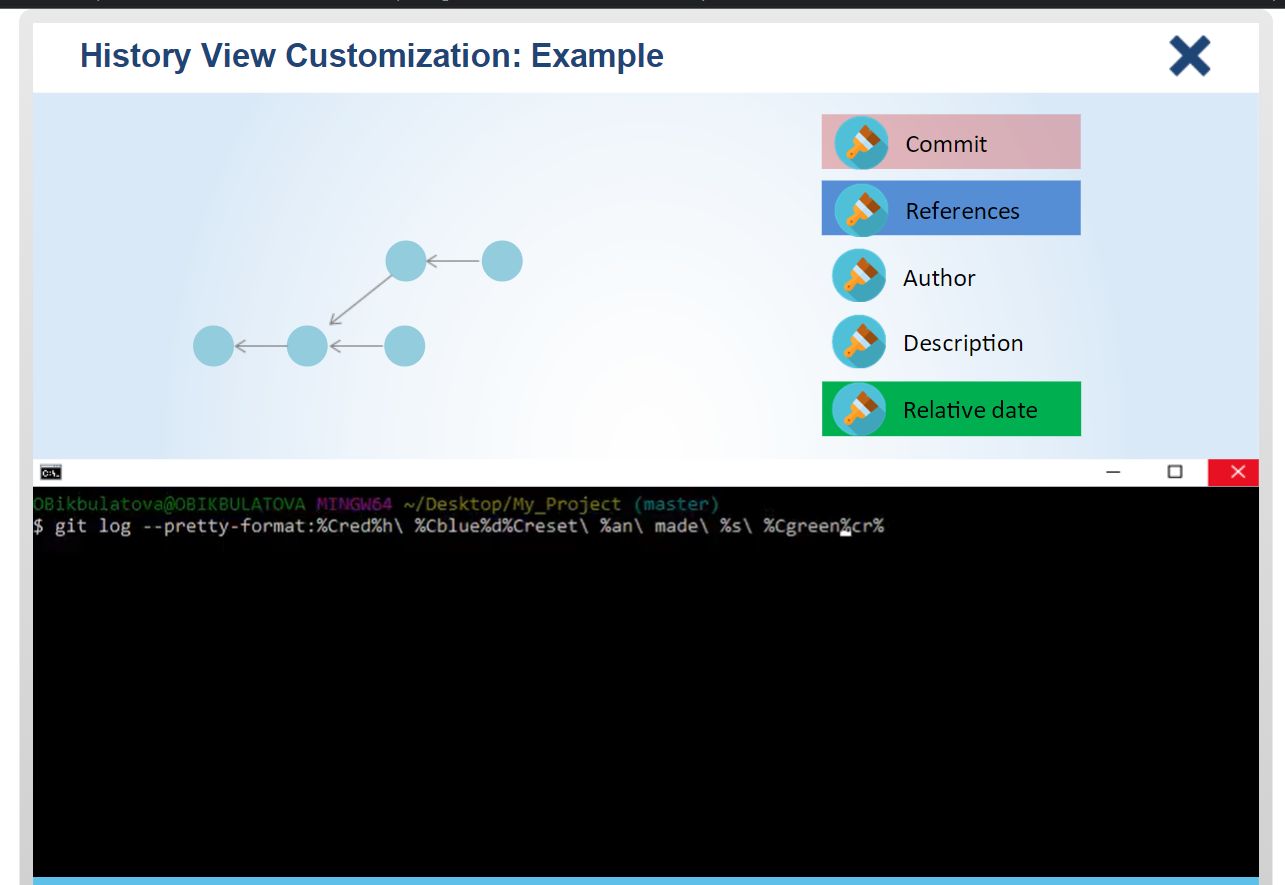 History View Customization: Example
Commit
References
Author
Description
Relative date
C:\.
OBikbulatova@OBIKBULATOVA MINGW64 ~/Desktop/My_Project (master)
$ git log --pretty-format:%Cred%h\ %Cblue%d%Creset\ %an\ made\ %s\ %Cgreen%cr%